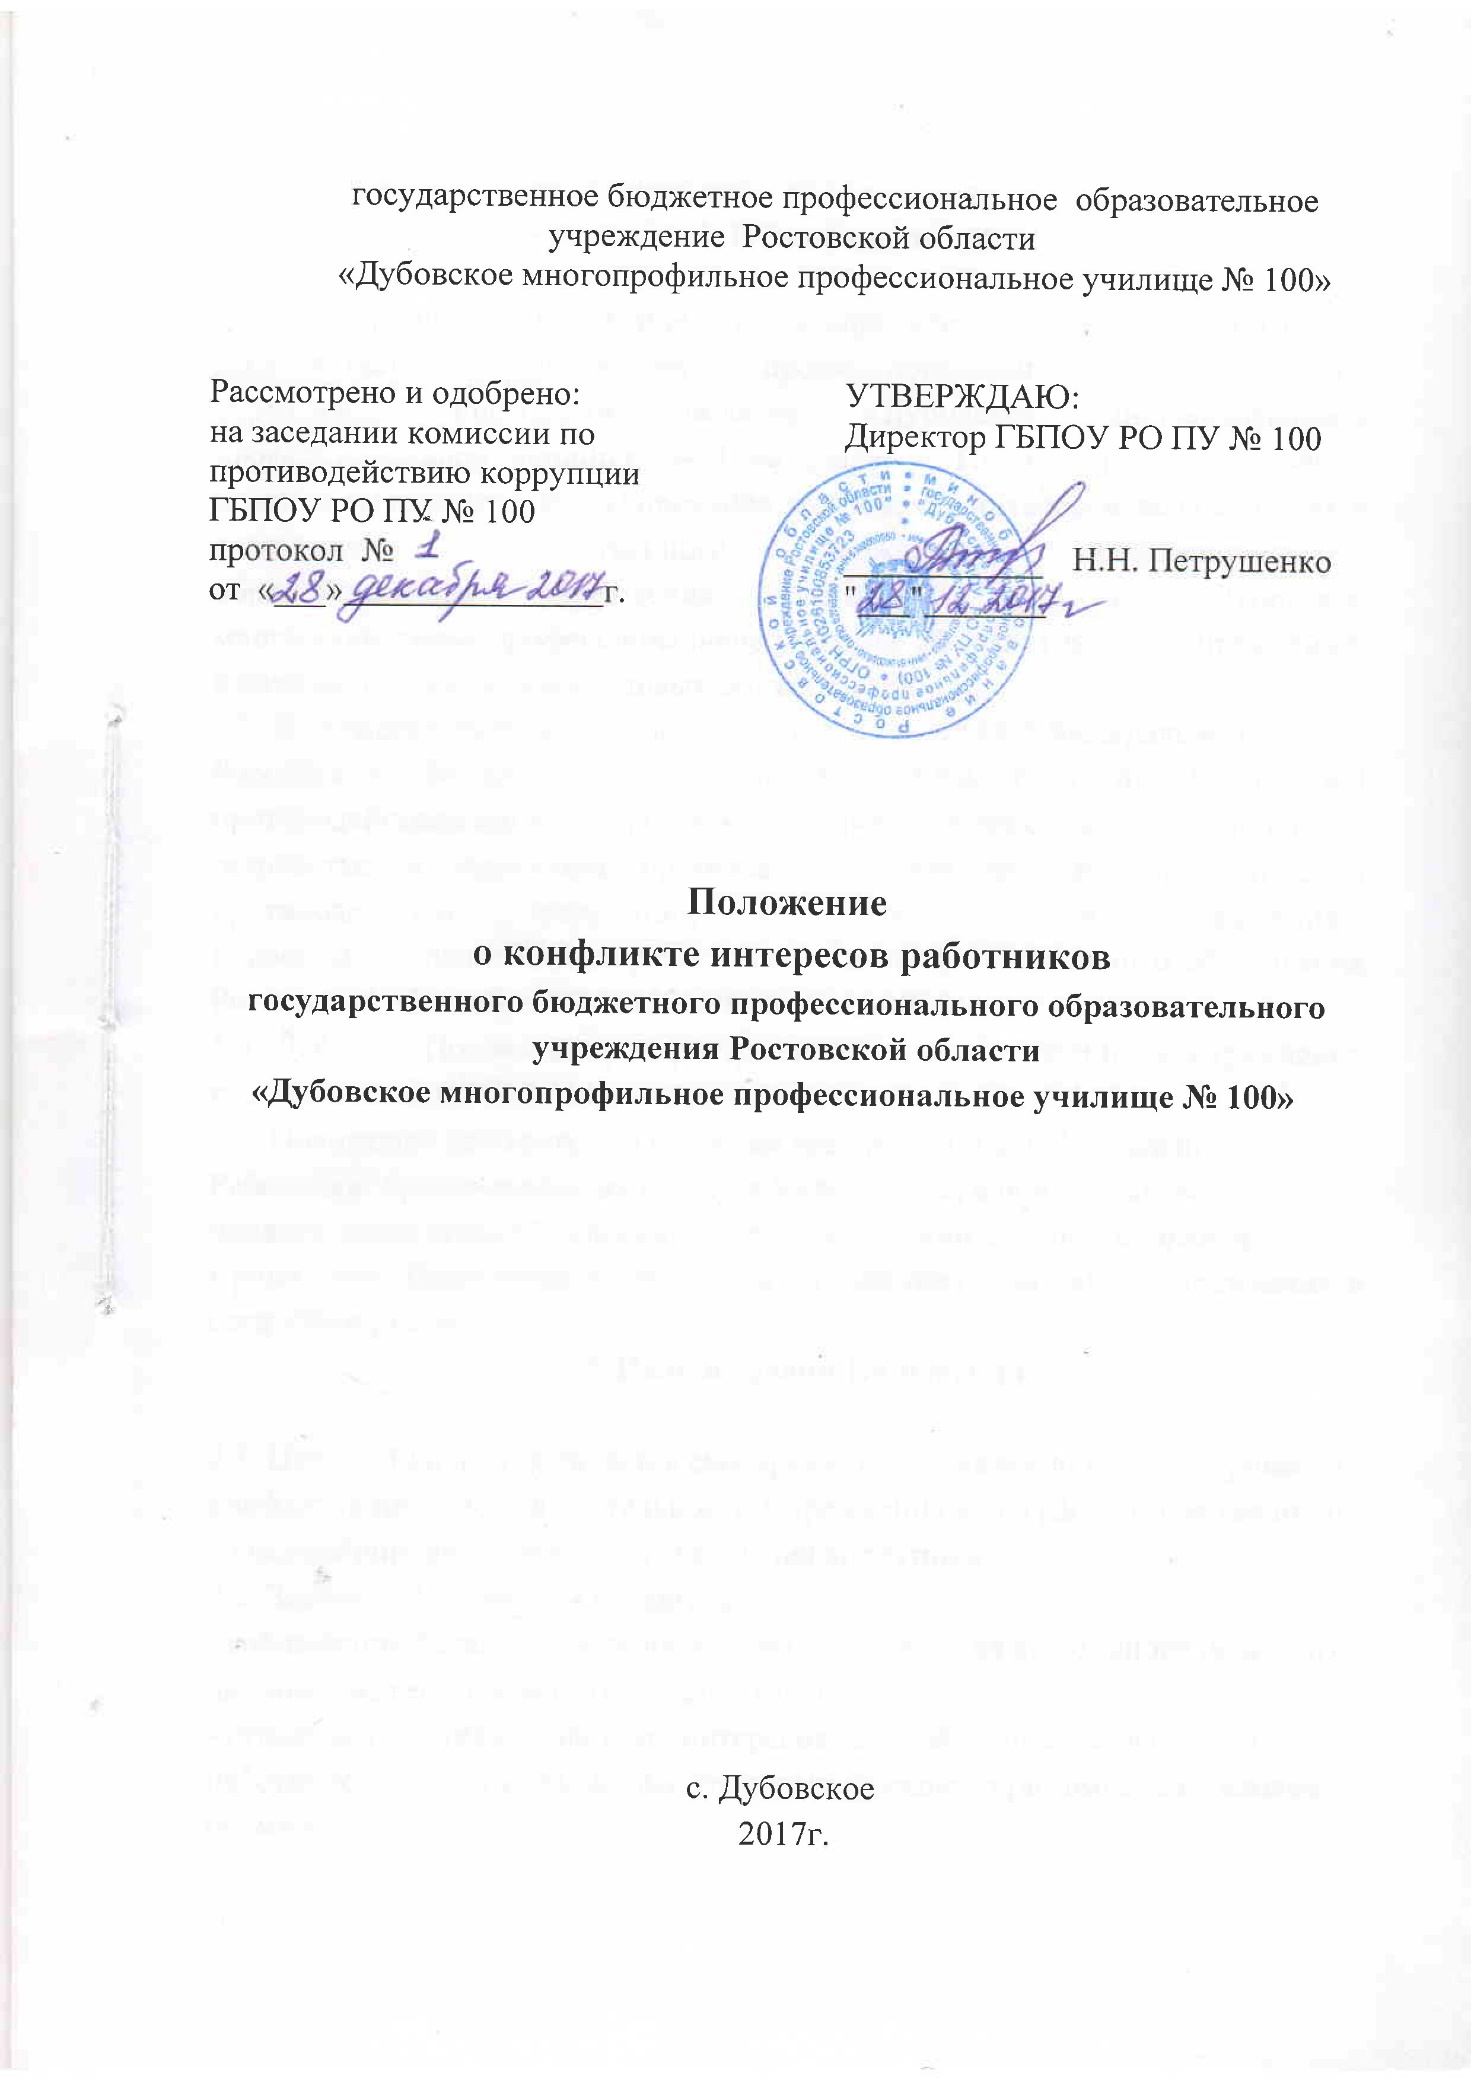 государственное бюджетное профессиональное образовательное
учреждение Ростовской области
«Дубовское многопрофильное профессиональное училище № 100»
Рассмотрено и одобрено:
на заседании комиссии по
противодействию коррупции
ГБПОУ РО ПУ № 100
протокол № 1
от «28» декабря 2017г.
УТВЕРЖДАЮ:
Директор ГБПОУ РО ПУ № 100
Н.Н. Петрушенко
"28" 12 2017г
Положение
о конфликте интересов работников
государственного бюджетного профессионального образовательного
учреждения Ростовской области
«Дубовское многопрофильное профессиональное училище № 100»
с. Дубовское
2017г.